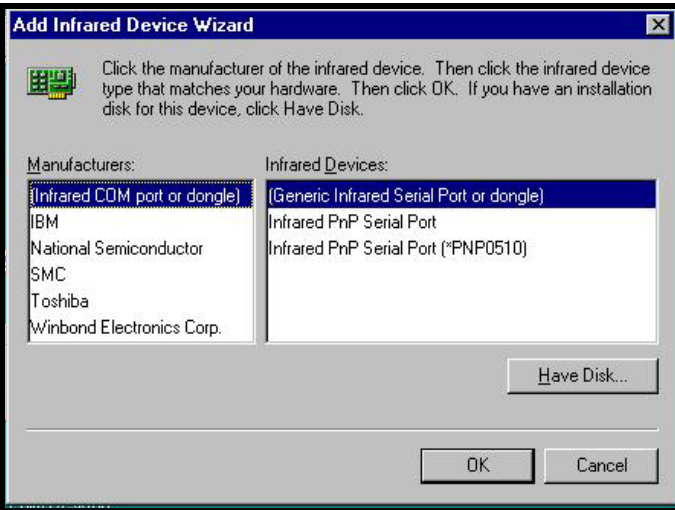 Add Infrared Device Wizard
Click the manufacturer of the infrared device.  Then click the infrared device
type that matches your hardware.  Then click OK.  If you have an installation
disk for this device, click Have Disk.
Manufacturers:
(Infrared COM port or dongle)
IBM
National Semiconductor
SMC
Toshiba
Winbond Electronics Corp.
Infrared Devices:
(Generic Infrared Serial Port or dongle)
Infrared PnP Serial Port
Infrared PnP Serial Port (*PNP0510)
Have Disk...
OK
Cancel